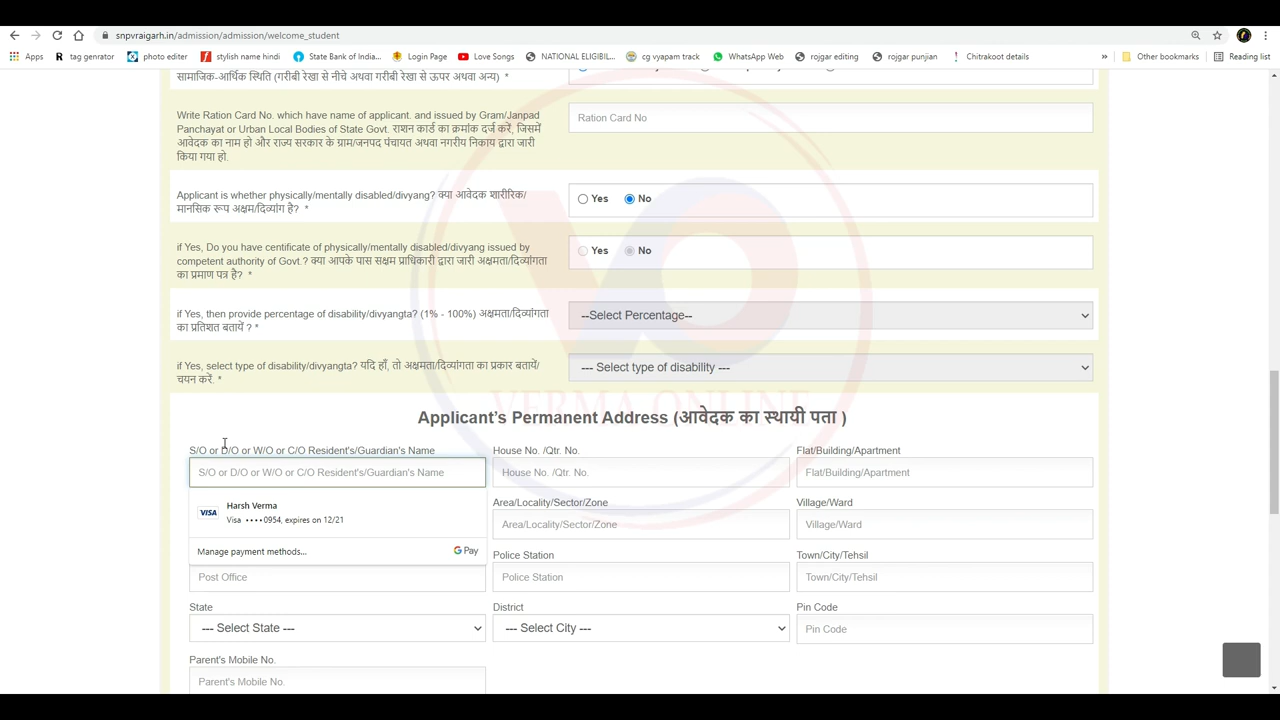 snpvraigarh.in/admission/admission/welcome_student
Apps tag genrator photo editer stylish name hindi State Bank of India... Login Page Love Songs NATIONAL ELIGIBIL... cg vyapam track WhatsApp Web rojgar editing rojgar punjian Chitrakoot details » Other bookmarks Reading list
सामाजिक-आर्थिक स्थिति (गरीबी रेखा से नीचे अथवा गरीबी रेखा से ऊपर अथवा अन्य) *
Write Ration Card No. which have name of applicant. and issued by Gram/Janpad
Panchayat or Urban Local Bodies of State Govt. राशन कार्ड का क्रमांक दर्ज करें, जिसमें
आवेदक का नाम हो और राज्य सरकार के ग्राम/जनपद पंचायत अथवा नगरीय निकाय द्वारा जारी
किया गया हो.
Ration Card No
Applicant is whether physically/mentally disabled/divyang? क्या आवेदक शारीरिक/
मानसिक रूप अक्षम/दिव्यांग है? *
Yes No
if Yes, Do you have certificate of physically/mentally disabled/divyang issued by
competent authority of Govt.? क्या आपके पास सक्षम प्राधिकारी द्वारा जारी अक्षमता/दिव्यांगता
का प्रमाण पत्र है? *
Yes No
if Yes, then provide percentage of disability/divyangta? (1% - 100%) अक्षमता/दिव्यांगता
का प्रतिशत बतायें ? *
--Select Percentage--
if Yes, select type of disability/divyangta? यदि हाँ, तो अक्षमता/दिव्यांगता का प्रकार बतायें/
चयन करें. *
--- Select type of disability ---
VERMA ONLINE
Applicant's Permanent Address (आवेदक का स्थायी पता )
S/O or D/O or W/O or C/O Resident's/Guardian's Name House No. /Qtr. No. Flat/Building/Apartment
S/O or D/O or W/O or C/O Resident's/Guardian's Name House No. /Qtr. No. Flat/Building/Apartment
Area/Locality/Sector/Zone Village/Ward
Harsh Verma
VISA Visa ••••0954, expires on 12/21
Area/Locality/Sector/Zone Village/Ward
Manage payment methods... G Pay
Police Station Town/City/Tehsil
Post Office Police Station Town/City/Tehsil
State District Pin Code
--- Select State --- --- Select City --- Pin Code
Parent's Mobile No.
Parent's Mobile No.